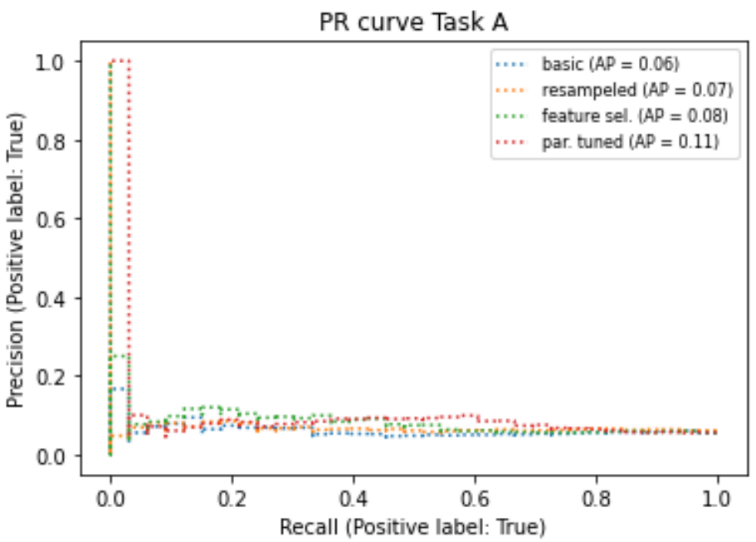 PR curve Task A
basic (AP = 0.06)
resampeled (AP = 0.07)
feature sel. (AP = 0.08)
par. tuned (AP = 0.11)
Precision (Positive label: True)
1.0
0.8
0.6
0.4
0.2
0.0
0.0 0.2 0.4 0.6 0.8 1.0
Recall (Positive label: True)